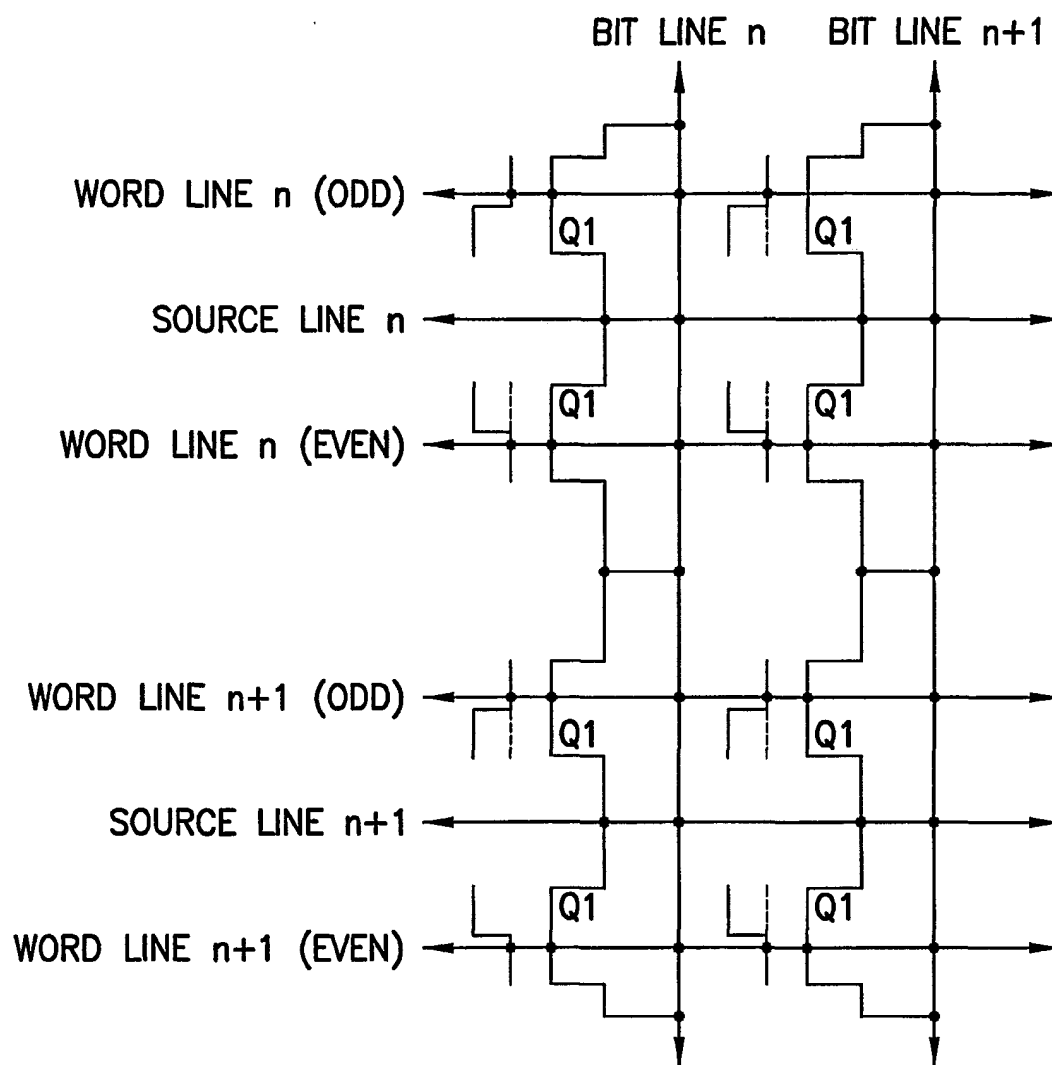 BIT LINE n BIT LINE n+1
WORD LINE n (ODD)
Q1 Q1
SOURCE LINE n
Q1 Q1
WORD LINE n (EVEN)
WORD LINE n+1 (ODD)
Q1 Q1
SOURCE LINE n+1
Q1 Q1
WORD LINE n+1 (EVEN)